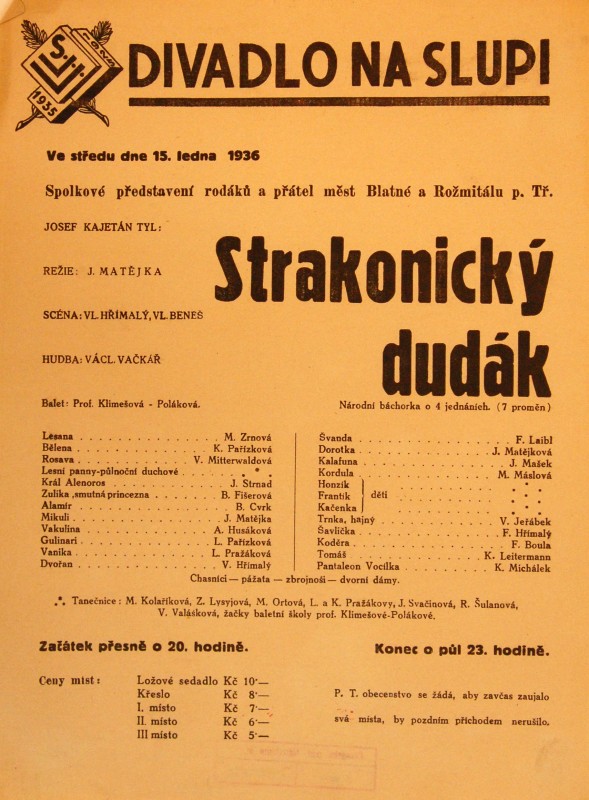 S.I.I.
1935
DIVADLO NA SLUPI
Ve středu dne 15. ledna 1936
Spolkové představení rodáků a přátel měst Blatné a Rožmitálu p. Tř.
JOSEF KAJETÁN TYL:
Strakonický
dudák
REŽIE: J. MATĚJKA
SCÉNA: VL. HŘÍMALÝ, VL. BENEŠ
HUDBA: VÁCL. VAČKÁŘ
Balet: Prof. Klimešová - Poláková.
Národní báchorka o 4 jednáních. (7 proměn)
Lesana . . . . . . . . . . M. Zrnová
Bělena . . . . . . . . . . K. Pařízková
Rosava . . . . . . . . . . V. Mitterwaldová
Lesní panny-půlnoční duchové . . . . .
Král Alenoros . . . . . . . . . . J. Strnad
Zulika ,smutná princezna . . . . . B. Fišerová
Alamir . . . . . . . . . . B. Cvrk
Mikuli . . . . . . . . . . J. Matějka
Vakulina . . . . . . . . . . A. Husáková
Gulinari . . . . . . . . . . L. Pařízková
Vanika . . . . . . . . . . L. Pražáková
Dvořan . . . . . . . . . . V. Hřímalý
Švanda . . . . . . . . . . F. Laibl
Dorotka . . . . . . . . . . J. Matějková
Kalafuna . . . . . . . . . . J. Mašek
Kordula . . . . . . . . . . M. Máslová
Honzík
Frantík děti . . . . . . . . . .
Kačenka
Trnka, hajný . . . . . . . . . . V. Jeřábek
Šavlička . . . . . . . . . . F. Hřímalý
Koděra . . . . . . . . . . F. Boula
Tomáš . . . . . . . . . . K. Leitermann
Pantaleon Vocilka . . . . . K. Michálek
Chasníci — pážata — zbrojnoši — dvorní dámy.
Tanečnice: M. Kolaříková, Z. Lysyjová, M. Ortová, L. a K. Pražákovy, J. Svačinová, R. Šulanová,
V. Valášková, žačky baletní školy prof. Klimešové-Polákové.
Začátek přesně o 20. hodině.
Konec o půl 23. hodině.
Ceny míst: Ložové sedadlo Kč 10·—
Křeslo Kč 8·—
I. místo Kč 7·—
II. místo Kč 6·—
III místo Kč 5·—
P. T. obecenstvo se žádá, aby zavčas zaujalo
svá místa, by pozdním příchodem nerušilo.